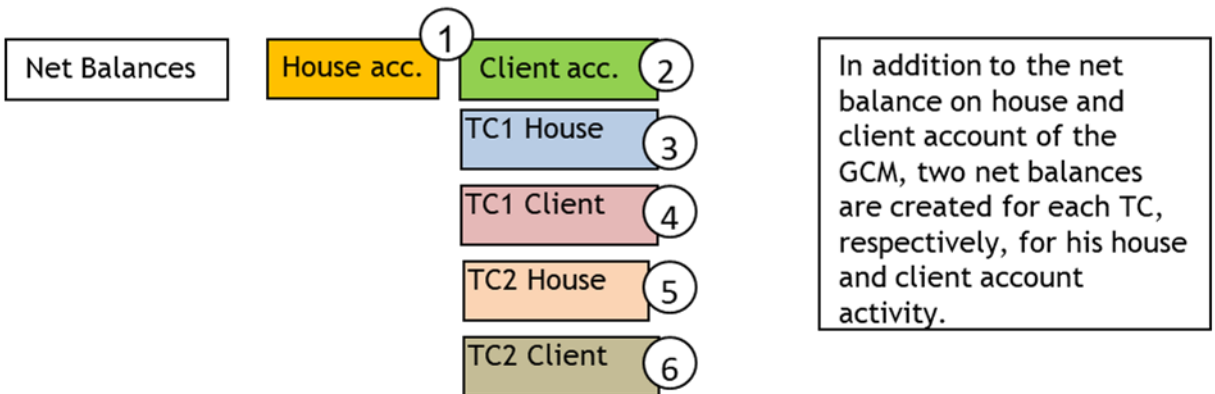 Net Balances
House acc.
1
Client acc.
2
TC1 House
3
TC1 Client
4
TC2 House
5
TC2 Client
6
In addition to the net
balance on house and
client account of the
GCM, two net balances
are created for each TC,
respectively, for his house
and client account
activity.